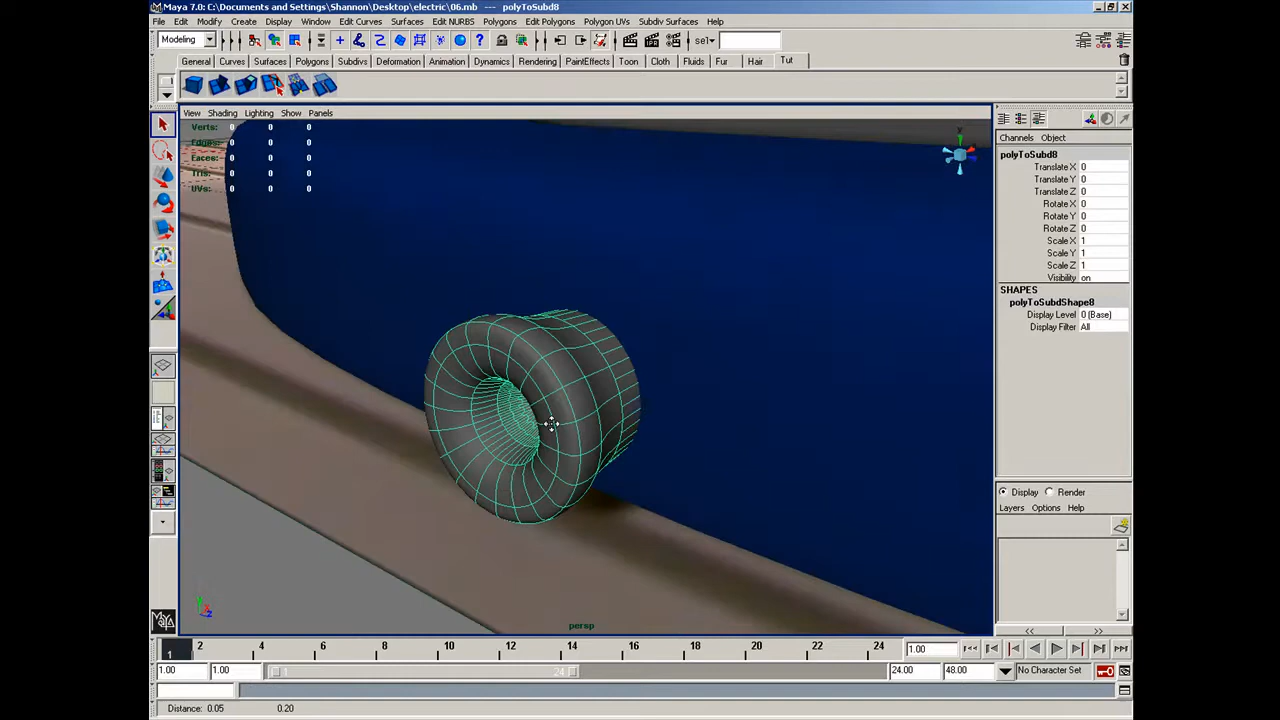 Maya 7.0: C:\Documents and Settings\Shannon\Desktop\electric\06.mb --- polyToSubd8
File Edit Modify Create Display Window Edit Curves Surfaces Edit NURBS Polygons Edit Polygons Polygon UVs Subdiv Surfaces Help
Modeling sel
General Curves Surfaces Polygons Subdivs Deformation Animation Dynamics Rendering PaintEffects Toon Cloth Fluids Fur Hair Tut
View Shading Lighting Show Panels
Verts: 0 0 0
Edges: 0 0 0
Faces: 0 0 0
Tris: 0 0 0
UVs: 0 0 0
persp
Channels Object
polyToSubd8
Translate X 0
Translate Y 0
Translate Z 0
Rotate X 0
Rotate Y 0
Rotate Z 0
Scale X 1
Scale Y 1
Scale Z 1
Visibility on
SHAPES
polyToSubdShape8
Display Level 0 (Base)
Display Filter All
Display Render
Layers Options Help
1 2 4 6 8 10 12 14 16 18 20 22 24 1.00
1.00 1.00 1 24 24.00 48.00 No Character Set
Distance: 0.05 0.20